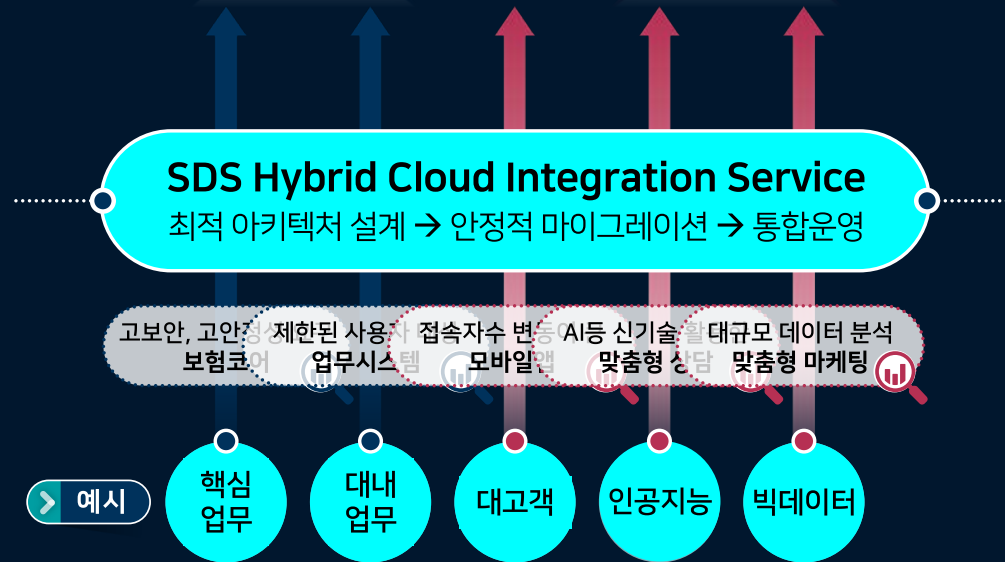 SDS Hybrid Cloud Integration Service
최적 아키텍처 설계 → 안정적 마이그레이션 → 통합운영
고보안, 고안정성
보험코어
제한된 사용자
업무시스템
접속자수 변동
모바일앱
AI등 신기술 활용
맞춤형 상담
대규모 데이터 분석
맞춤형 마케팅
예시
핵심
업무
대내
업무
대고객
인공지능
빅데이터